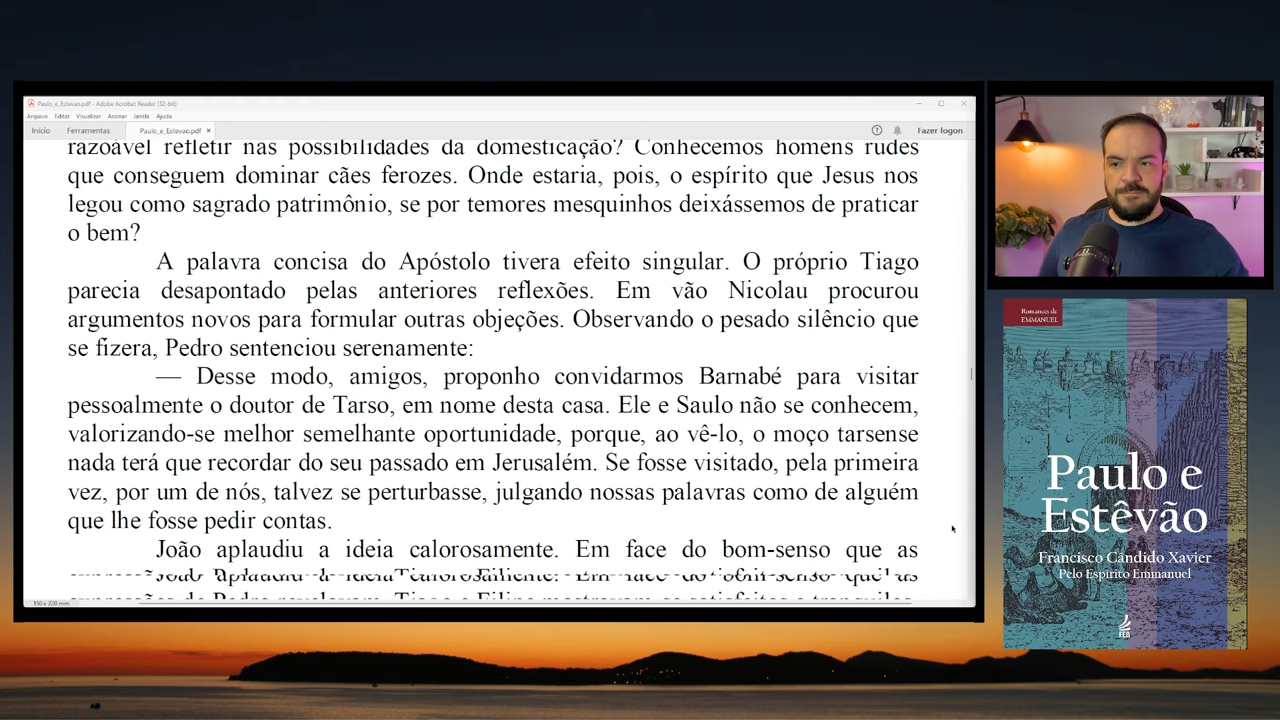 Paulo_e_Estevao.pdf - Adobe Acrobat Reader (32-bit)
Arquivo Editar Visualizar Assinar Janela Ajuda
Início Ferramentas Paulo_e_Estevao.pdf × Fazer logon
razoável refletir nas possibilidades da domesticação? Conhecemos homens rudes
que conseguem dominar cães ferozes. Onde estaria, pois, o espírito que Jesus nos
legou como sagrado patrimônio, se por temores mesquinhos deixássemos de praticar
o bem?
A palavra concisa do Apóstolo tivera efeito singular. O próprio Tiago
parecia desapontado pelas anteriores reflexões. Em vão Nicolau procurou
argumentos novos para formular outras objeções. Observando o pesado silêncio que
se fizera, Pedro sentenciou serenamente:
— Desse modo, amigos, proponho convidarmos Barnabé para visitar
pessoalmente o doutor de Tarso, em nome desta casa. Ele e Saulo não se conhecem,
valorizando-se melhor semelhante oportunidade, porque, ao vê-lo, o moço tarsense
nada terá que recordar do seu passado em Jerusalém. Se fosse visitado, pela primeira
vez, por um de nós, talvez se perturbasse, julgando nossas palavras como de alguém
que lhe fosse pedir contas.
João aplaudiu a ideia calorosamente. Em face do bom-senso que as
150 x 220 mm
Romances de
EMMANUEL
Paulo e
Estêvão
Francisco Cândido Xavier
Pelo Espírito Emmanuel
FEB